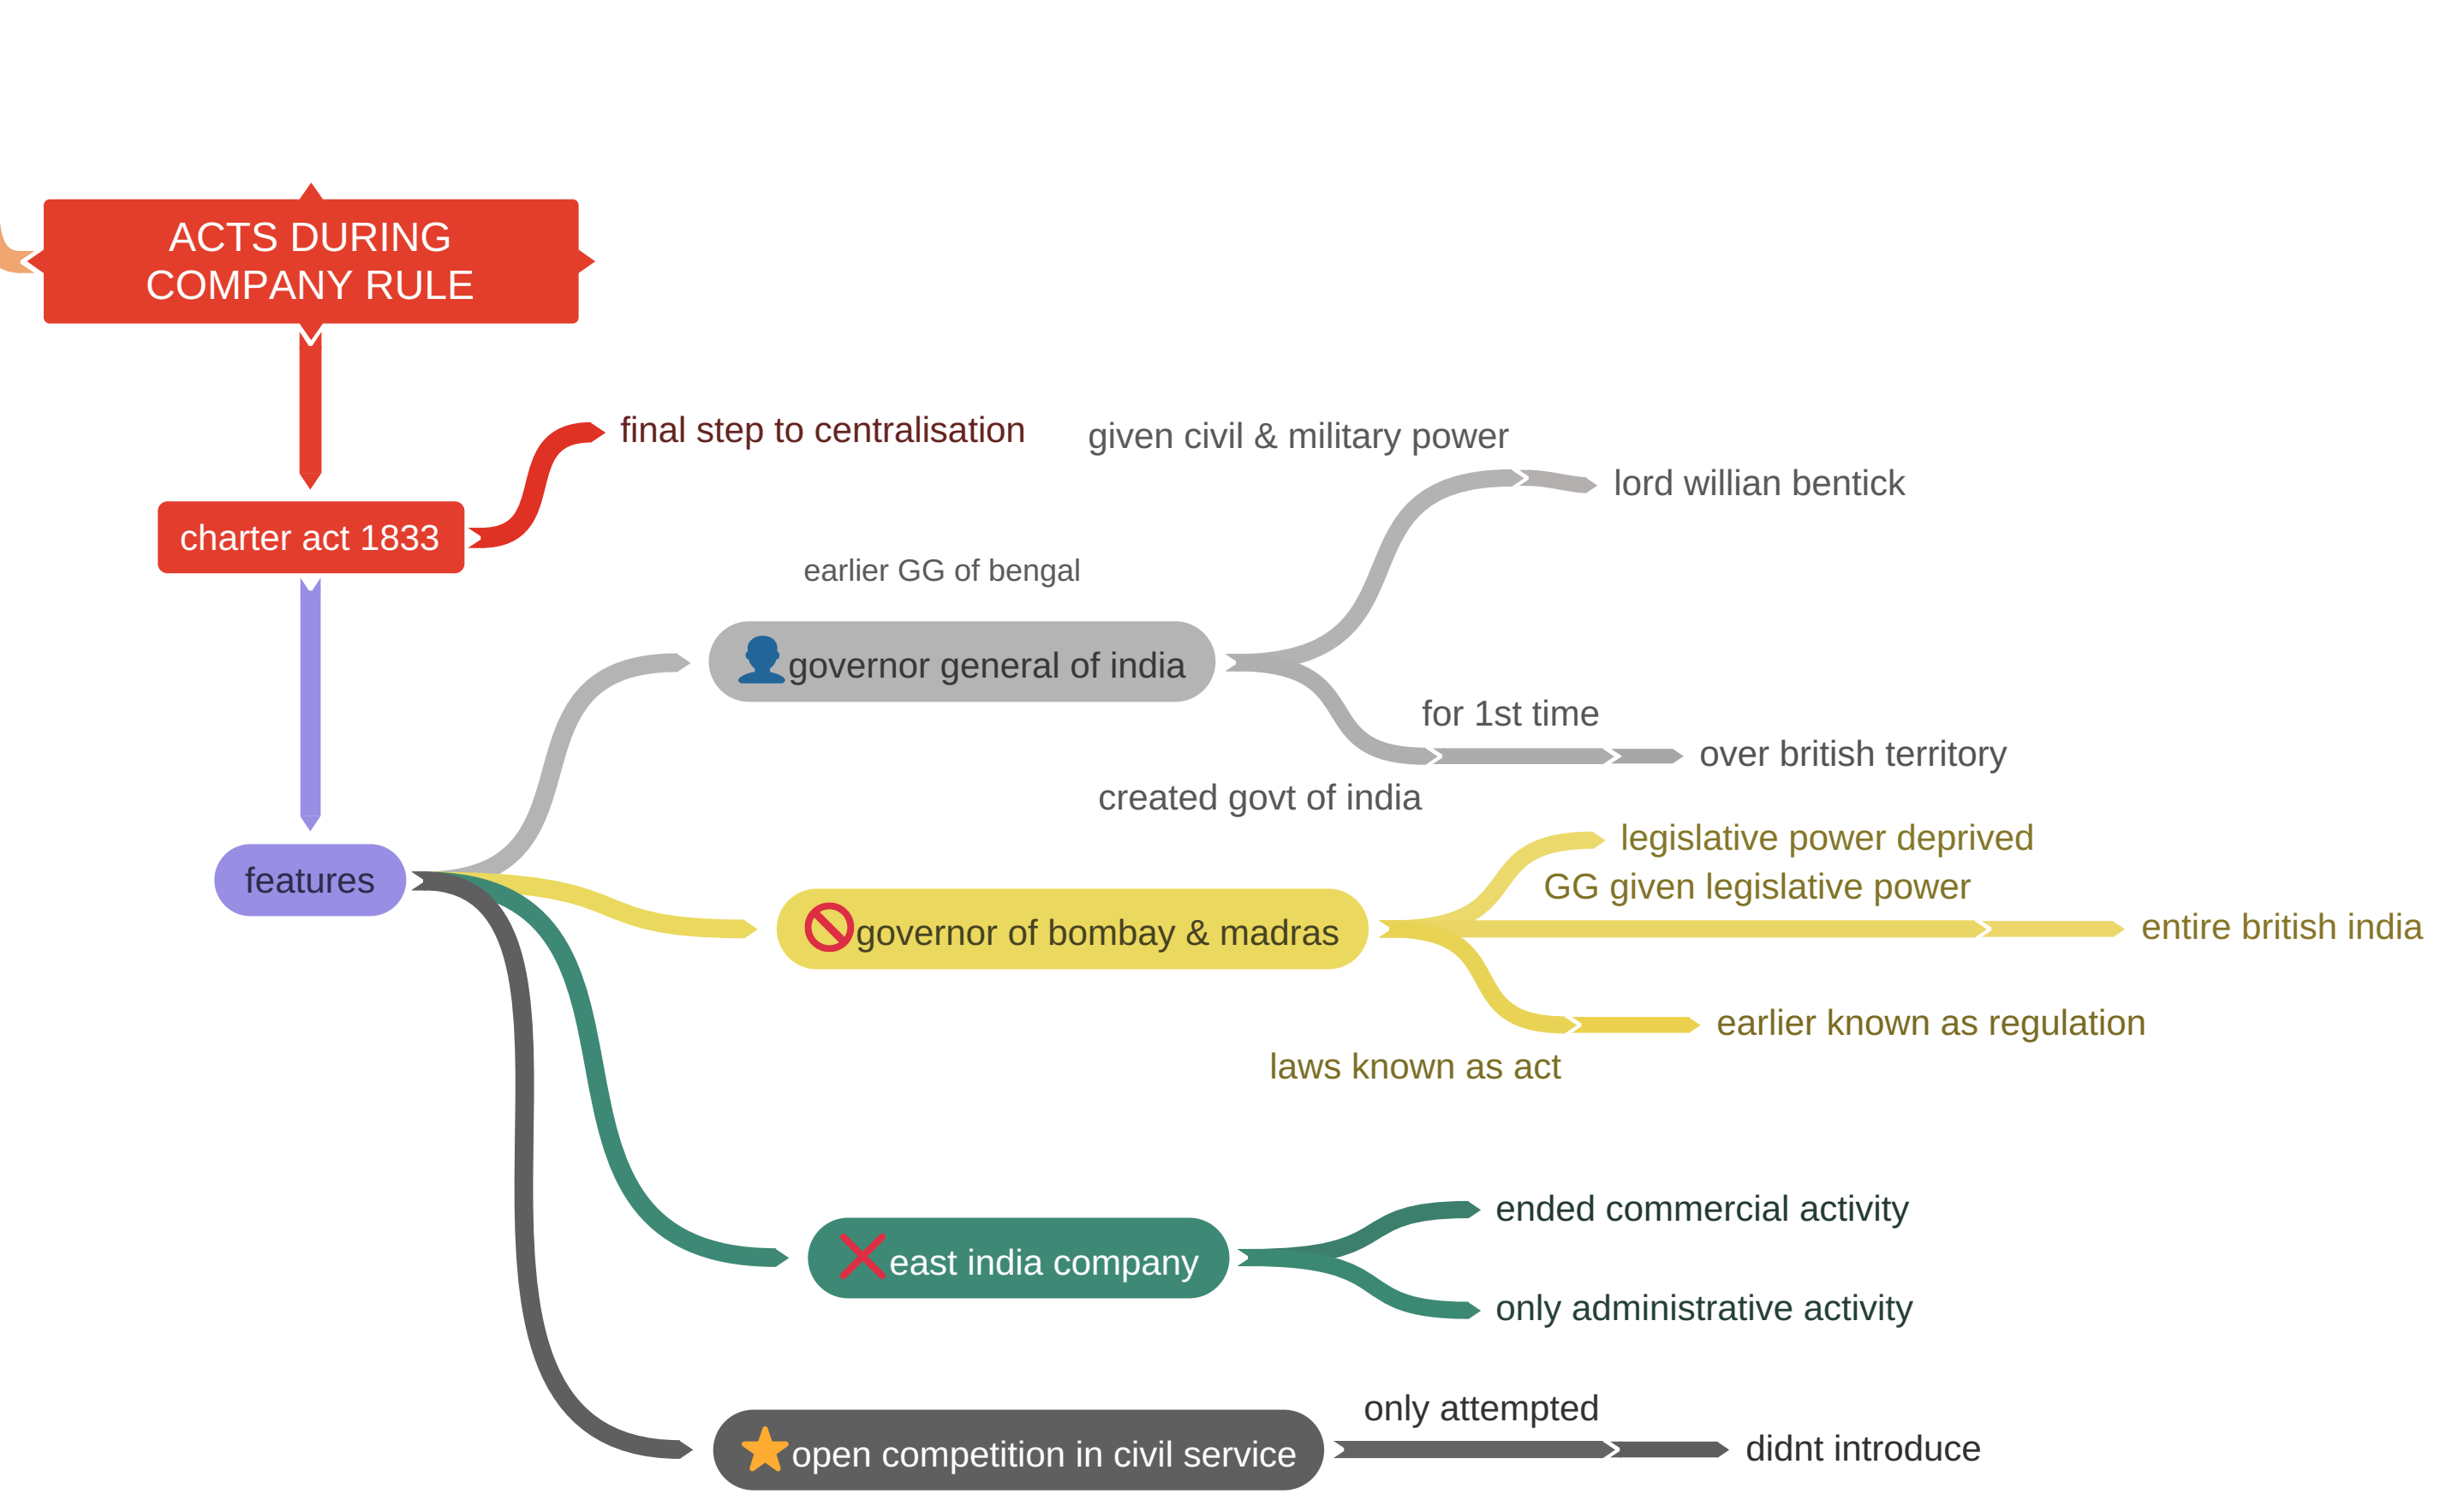 ACTS DURING
COMPANY RULE
charter act 1833
final step to centralisation
features
earlier GG of bengal
governor general of india
given civil & military power
lord willian bentick
created govt of india
for 1st time
over british territory
governor of bombay & madras
legislative power deprived
GG given legislative power
entire british india
laws known as act
earlier known as regulation
east india company
ended commercial activity
only administrative activity
open competition in civil service
only attempted
didnt introduce